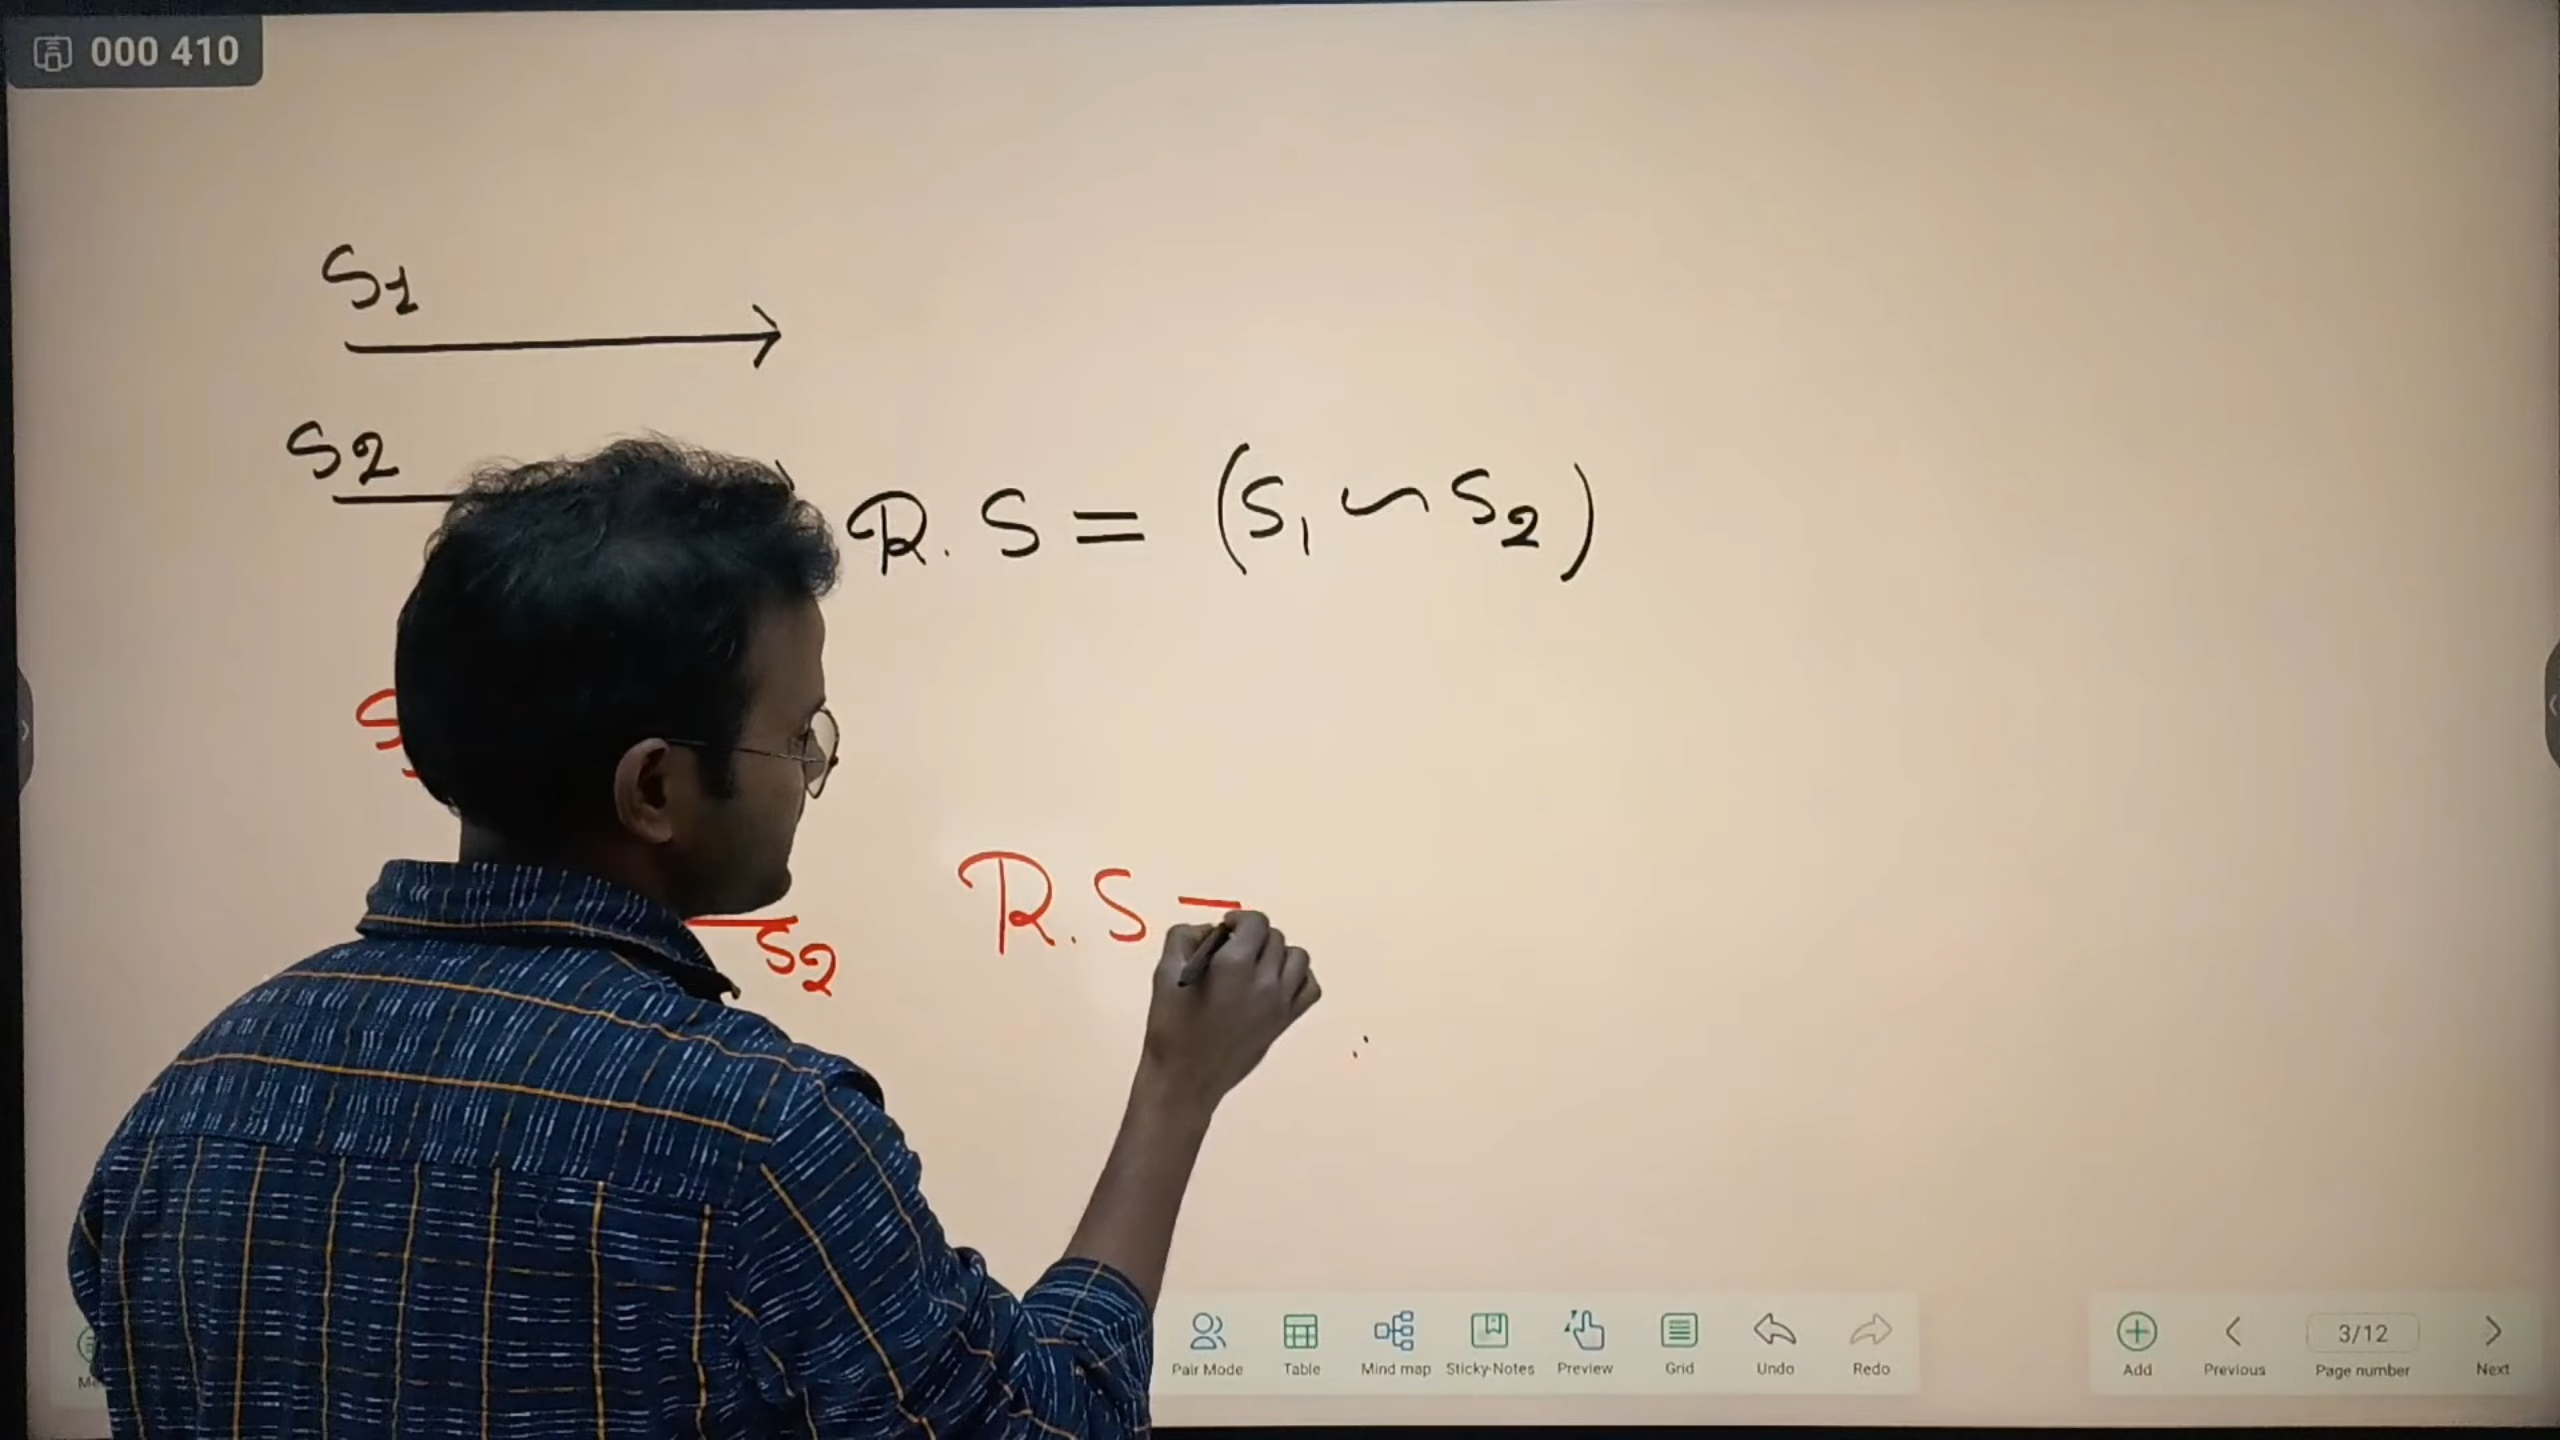 000 410
S1
S2
R.S = (S1 ~ S2)
S
S2
R.S
Pair Mode Table Mind map Sticky-Notes Preview Grid Undo Redo
Add Previous 3/12 Page number Next